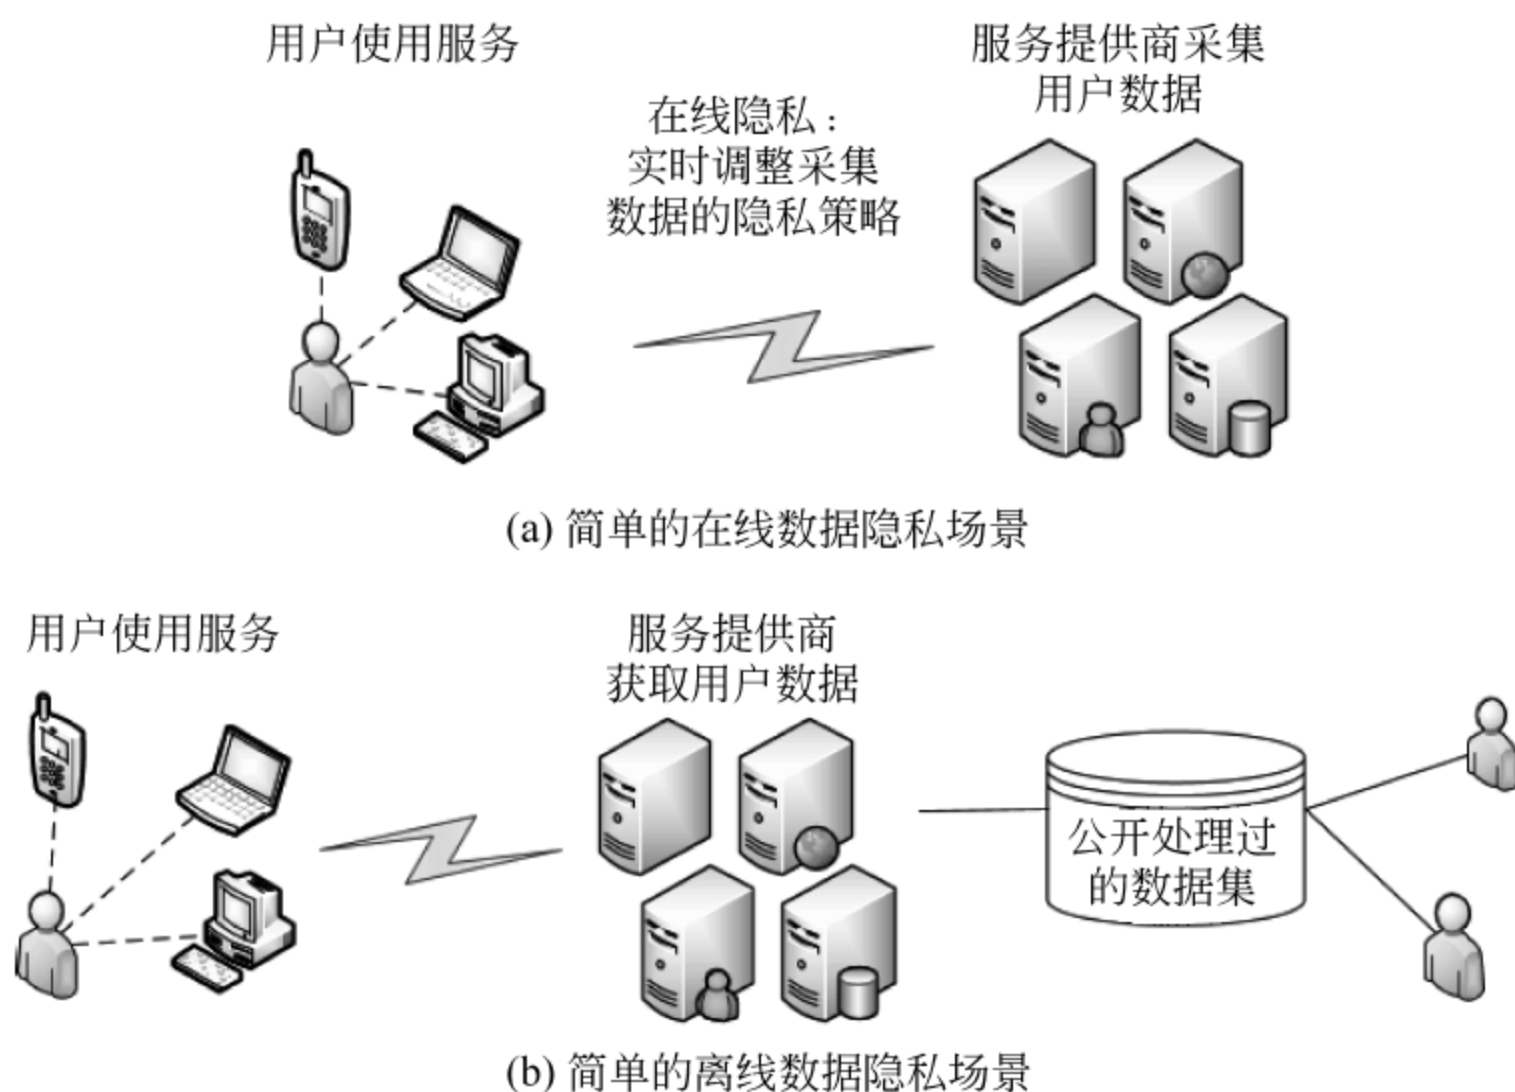 用户使用服务
服务提供商采集
用户数据
在线隐私：
实时调整采集
数据的隐私策略
(a) 简单的在线数据隐私场景
用户使用服务
服务提供商
获取用户数据
公开处理过
的数据集
(b) 简单的离线数据隐私场景